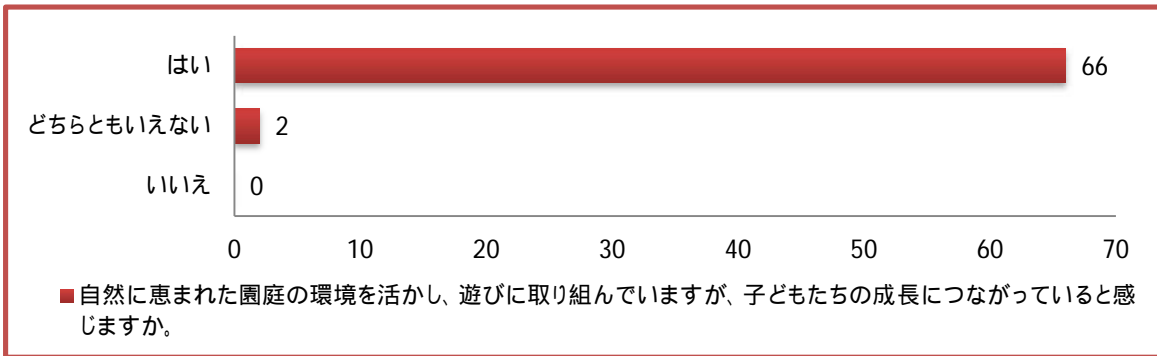 はい 66
どちらともいえない 2
いいえ 0
0 10 20 30 40 50 60 70
自然に恵まれた園庭の環境を活かし、遊びに取り組んでいますが、子どもたちの成長につながっていると感
じますか。